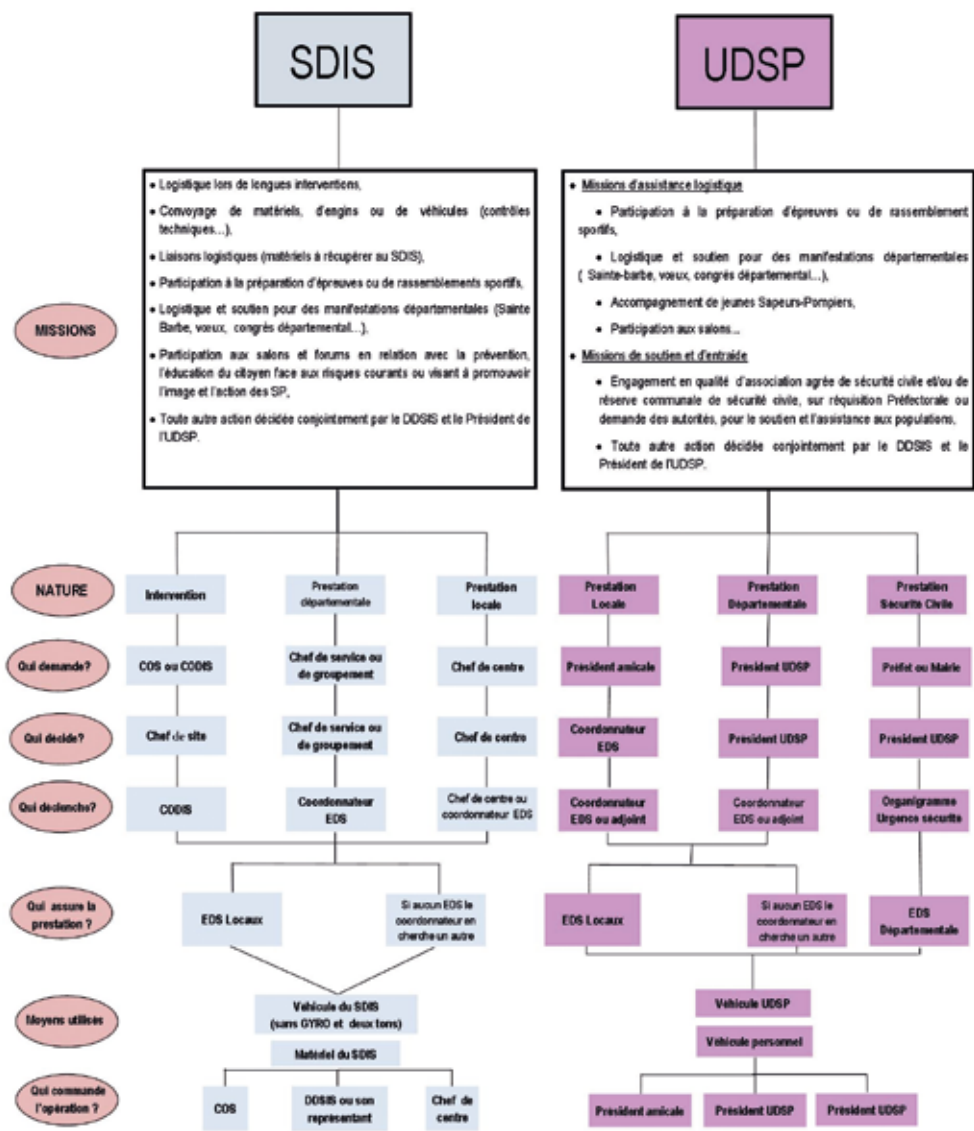 SDIS
UDSP
MISSIONS
• Logistique lors de longues interventions,
• Convoyage de matériels, d'engins ou de véhicules (contrôles
techniques...),
• Liaisons logistiques (matériels à récupérer au SDIS),
• Participation à la préparation d'épreuves ou de rassemblements sportifs,
• Logistique et soutien pour des manifestations départementales (Sainte
Barbe, vœux, congrés départemental...),
• Participation aux salons et forums en relation avec la prévention,
l'éducation du citoyen face aux risques courants ou visant à promouvoir
l'image et l'action des SP,
• Toute autre action décidée conjointement par le DDSIS et le Président de
l'UDSP.
• Missions d'assistance logistique
• Participation à la préparation d'épreuves ou de rassemblement
sportifs,
• Logistique et soutien pour des manifestations départementales
( Sainte-barbe, vœux, congrés départemental...),
• Accompagnement de jeunes Sapeurs-Pompiers,
• Participation aux salons...
• Missions de soutien et d'entraide
• Engagement en qualité d'association agrée de sécurité civile et/ou de
réserve communale de sécurité civile, sur réquisition Préfectorale ou
demande des autorités, pour le soutien et l'assistance aux populations,
• Toute autre action décidée conjointement par le DDSIS et le
Président de l'UDSP.
NATURE
Intervention
Prestation
départementale
Prestation
locale
Prestation
Locale
Prestation
Départementale
Prestation
Sécurité Civile
Qui demande?
COS ou CODIS
Chef de service ou
de groupement
Chef de centre
Président amicale
Président UDSP
Préfet ou Mairie
Qui décide?
Chef de site
Chef de service ou
de groupement
Chef de centre
Coordonnateur
EDS
Président UDSP
Président UDSP
Qui déclenche?
CODIS
Coordonnateur
EDS
Chef de centre ou
coordonnateur EDS
Coordonnateur
EDS ou adjoint
Coordonnateur
EDS ou adjoint
Organigramme
Urgence sécurité
Qui assure la
prestation ?
EDS Locaux
Si aucun EDS le
coordonnateur en
cherche un autre
EDS Locaux
Si aucun EDS le
coordonnateur en
cherche un autre
EDS
Départementale
Moyens utilisés
Véhicule du SDIS
(sans GYRO et deux tons)
Matériel du SDIS
Véhicule UDSP
Véhicule personnel
Qui commande
l'opération ?
COS
DDSIS ou son
représentant
Chef de
centre
Président amicale
Président UDSP
Président UDSP